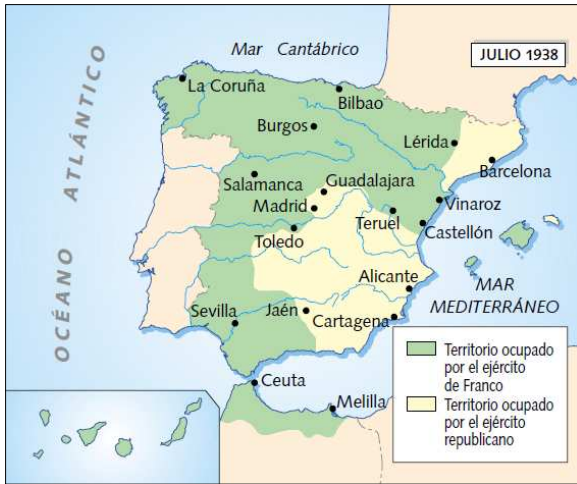 Mar Cantábrico
JULIO 1938
OCÉANO ATLÁNTICO
La Coruña
Bilbao
Burgos
Lérida
Barcelona
Salamanca
Guadalajara
Madrid
Teruel
Vinaroz
Castellón
Toledo
Alicante
MAR
MEDITERRÁNEO
Sevilla
Jaén
Cartagena
Ceuta
Melilla
Territorio ocupado
por el ejército
de Franco
Territorio ocupado
por el ejército
republicano